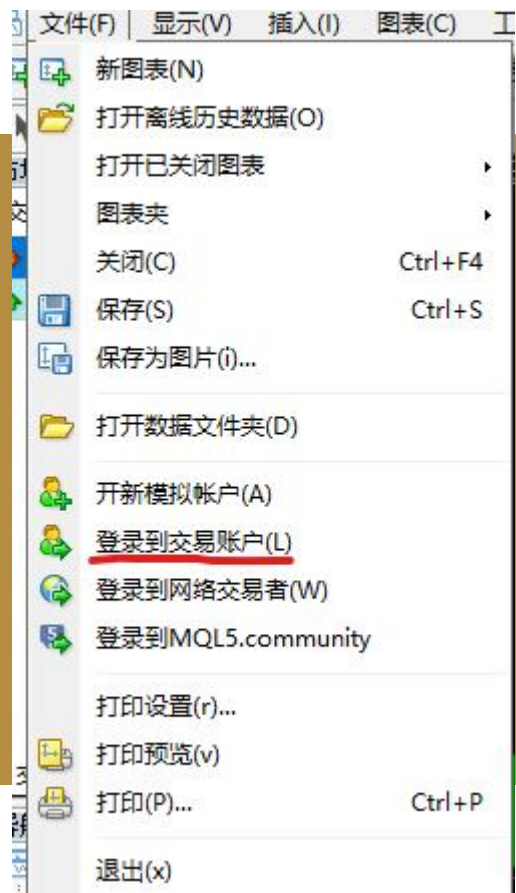 文件(F) 显示(V) 插入(I) 图表(C) 工
新图表(N)
打开离线历史数据(O)
打开已关闭图表
图表夹
关闭(C) Ctrl+F4
保存(S) Ctrl+S
保存为图片(i)...
打开数据文件夹(D)
开新模拟帐户(A)
登录到交易账户(L)
登录到网络交易者(W)
登录到MQL5.community
打印设置(r)...
打印预览(v)
打印(P)... Ctrl+P
退出(x)